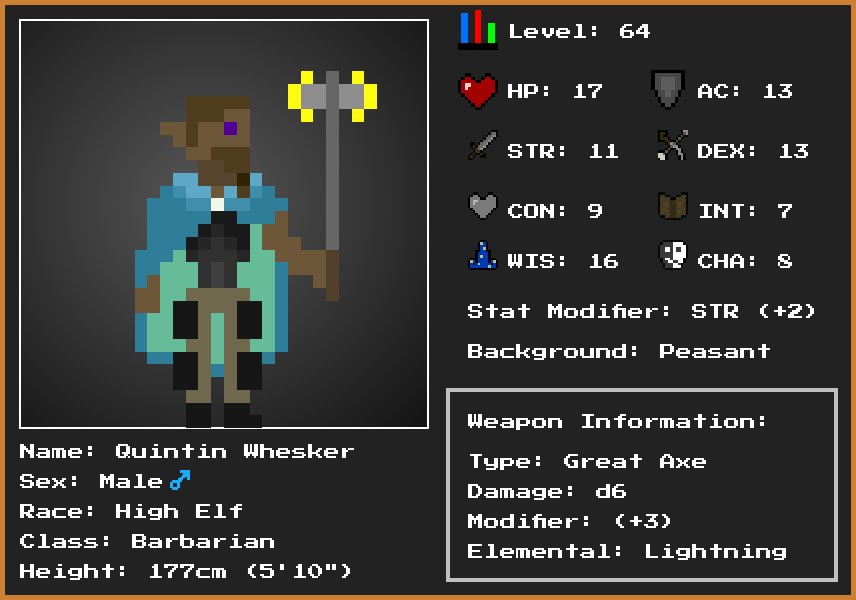 Level: 64
HP: 17
AC: 13
STR: 11
DEX: 13
CON: 9
INT: 7
WIS: 16
CHA: 8
Stat Modifier: STR (+2)
Background: Peasant
Weapon Information:
Type: Great Axe
Damage: d6
Modifier: (+3)
Elemental: Lightning
Name: Quintin Whesker
Sex: Male♂
Race: High Elf
Class: Barbarian
Height: 177cm (5'10")